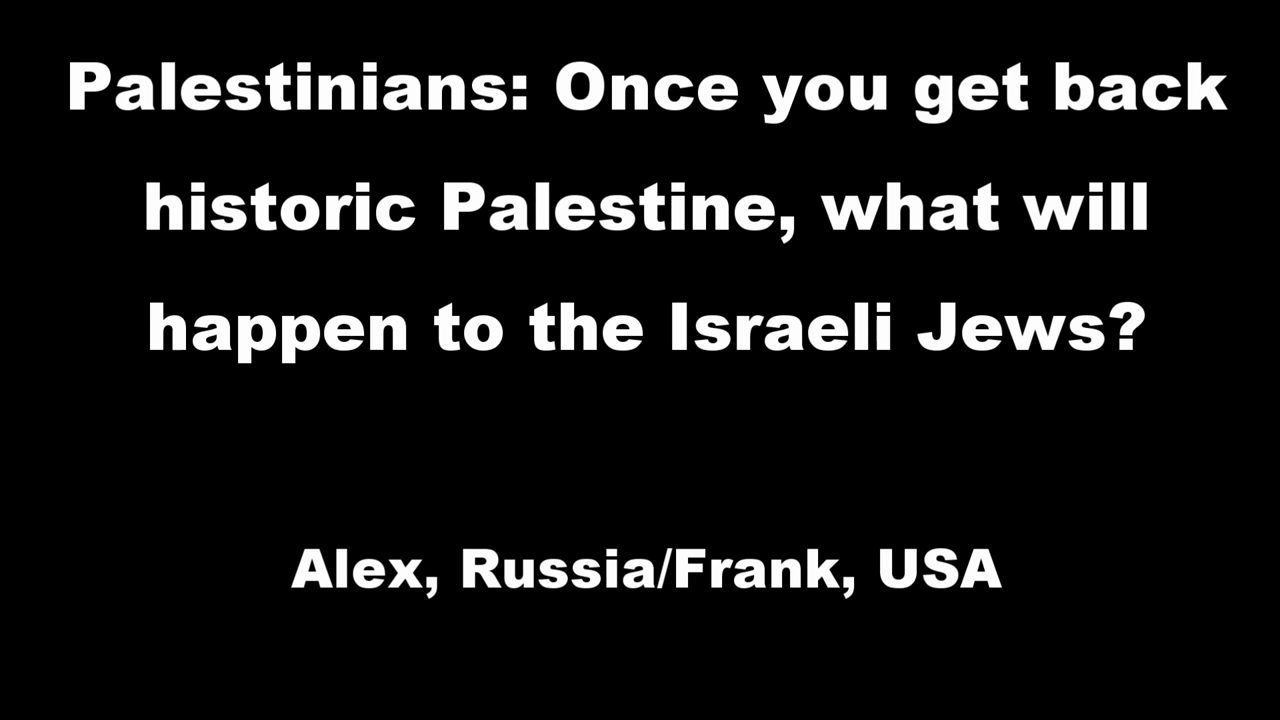 Palestinians: Once you get back
historic Palestine, what will
happen to the Israeli Jews?
Alex, Russia/Frank, USA